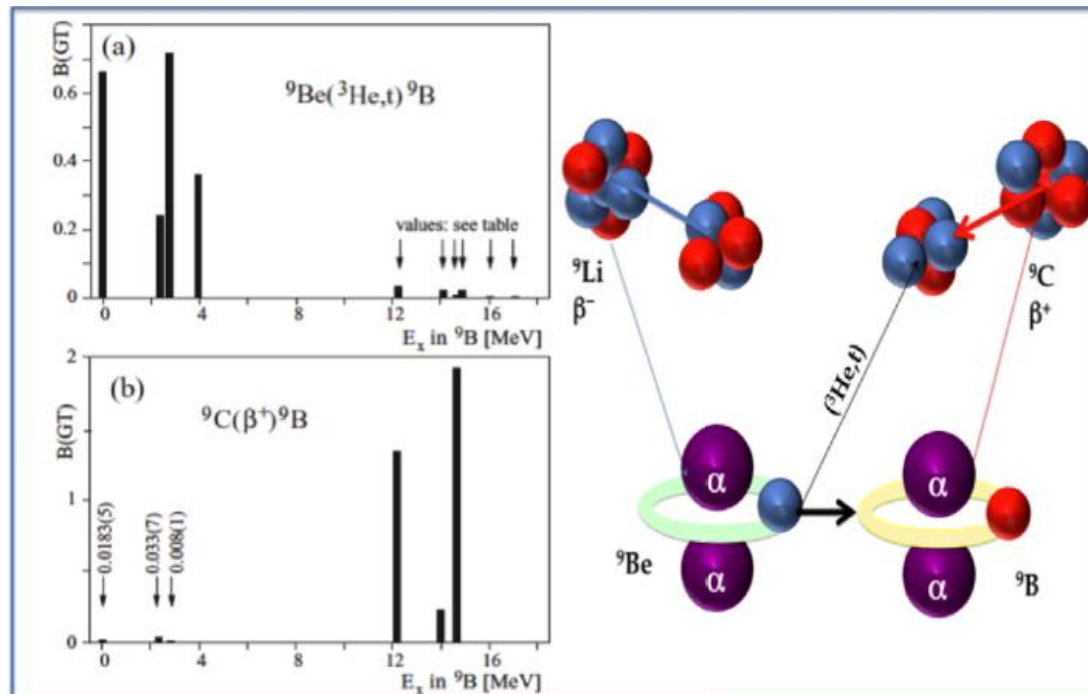 (a)
B(GT)
⁹Be(³He,t)⁹B
0.6
0.4
0.2
0
values: see table
0 4 8 12 16
Eₓ in ⁹B [MeV]
(b)
B(GT)
⁹C(β⁺)⁹B
2
1
0
0.0183(5)
0.033(7)
0.008(1)
0 4 8 12 16
Eₓ in ⁹B [MeV]
⁹Li
β⁻
⁹C
β⁺
(³He,t)
α
α
⁹Be
α
α
⁹B